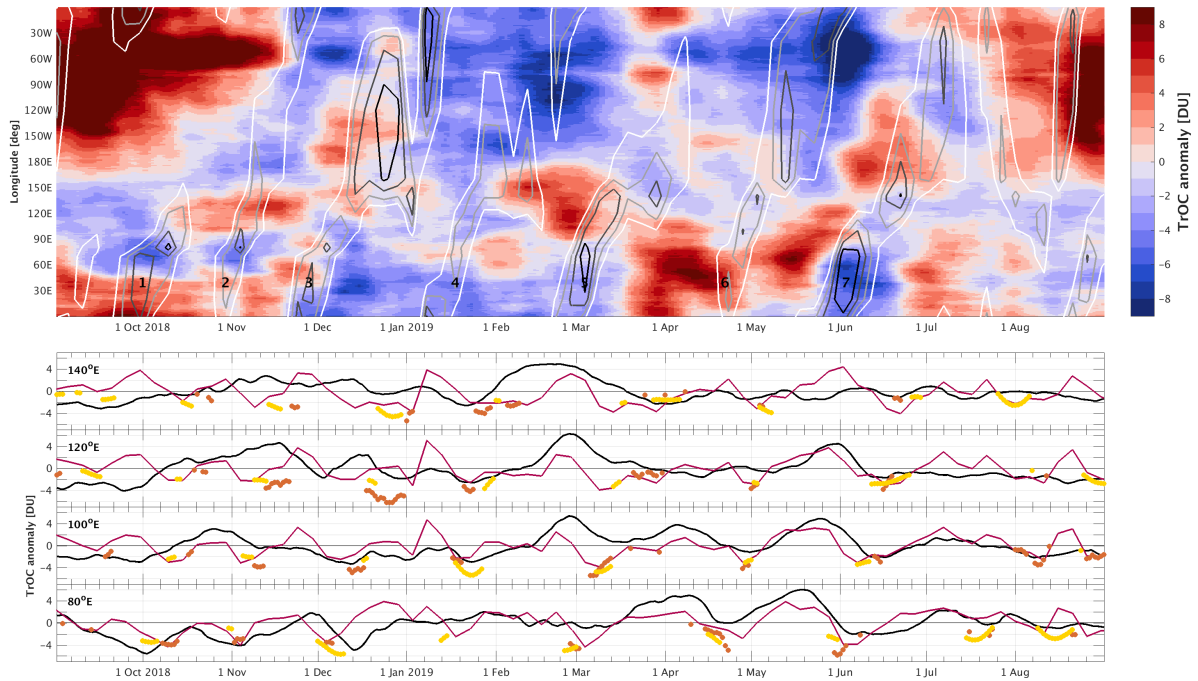 30W
60W
90W
120W
150W
180E
150E
120E
90E
60E
30E
Longitude [deg]
1 2 3 4 5 6 7
1 Oct 2018 1 Nov 1 Dec 1 Jan 2019 1 Feb 1 Mar 1 Apr 1 May 1 Jun 1 Jul 1 Aug
8
6
4
2
0
−2
−4
−6
−8
TrOC anomaly [DU]
140°E
4
0
−4
120°E
4
0
−4
100°E
4
0
−4
80°E
4
0
−4
TrOC anomaly [DU]
1 Oct 2018 1 Nov 1 Dec 1 Jan 2019 1 Feb 1 Mar 1 Apr 1 May 1 Jun 1 Jul 1 Aug